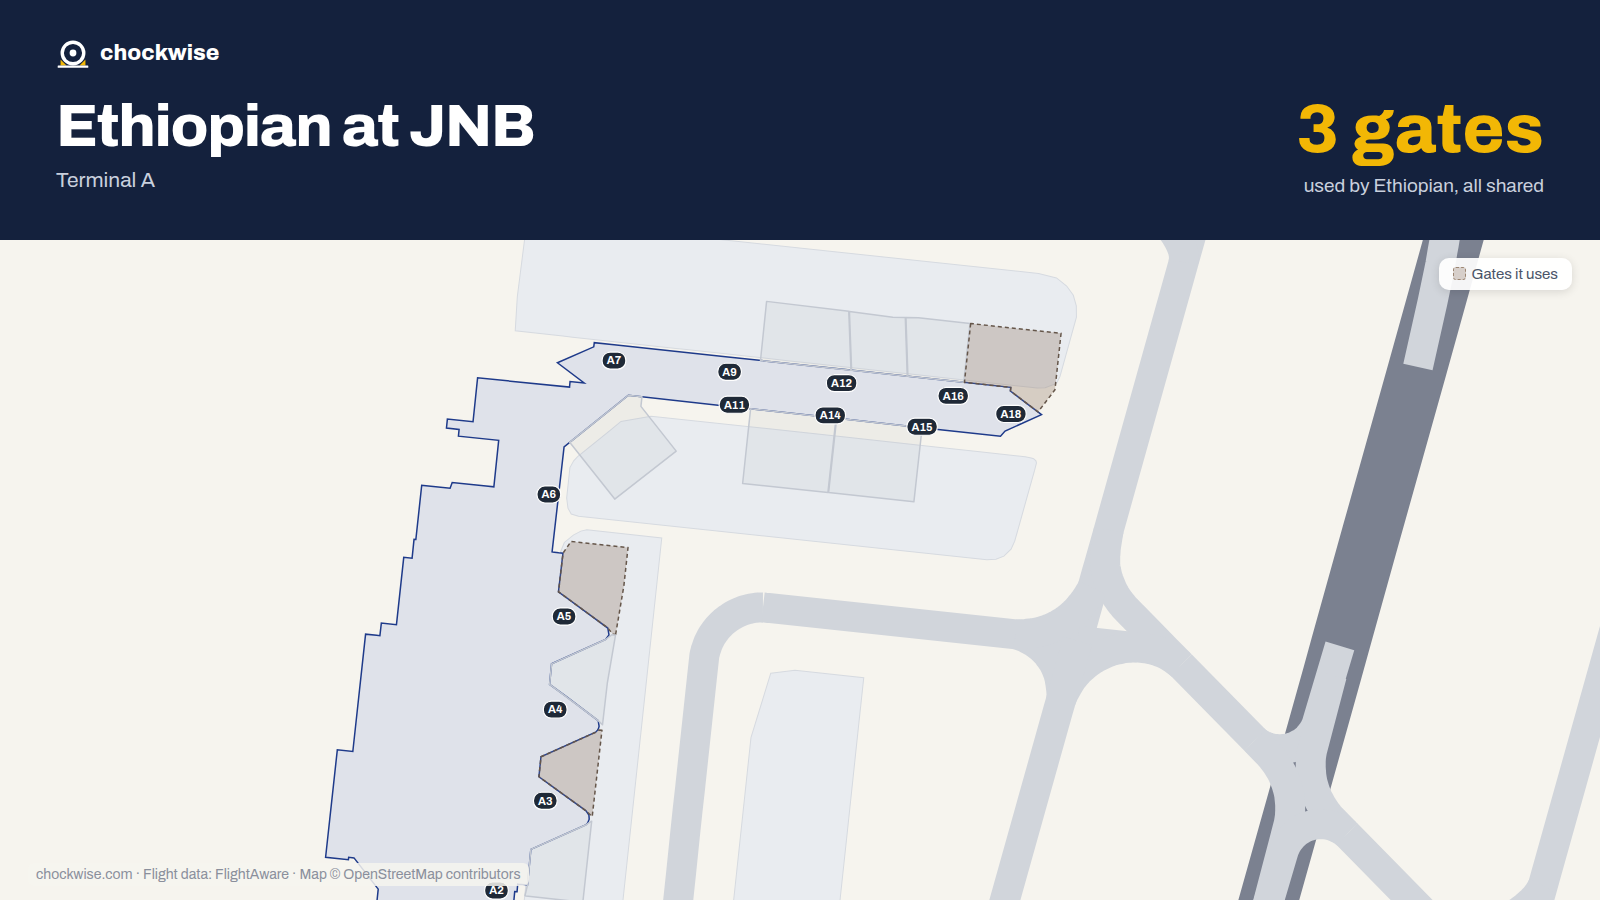 chockwise
Ethiopian at JNB
Terminal A
3 gates
used by Ethiopian, all shared
Gates it uses
A7
A9
A12
A16
A11
A14
A15
A18
A6
A5
A4
A3
A2
chockwise.com · Flight data: FlightAware · Map © OpenStreetMap contributors